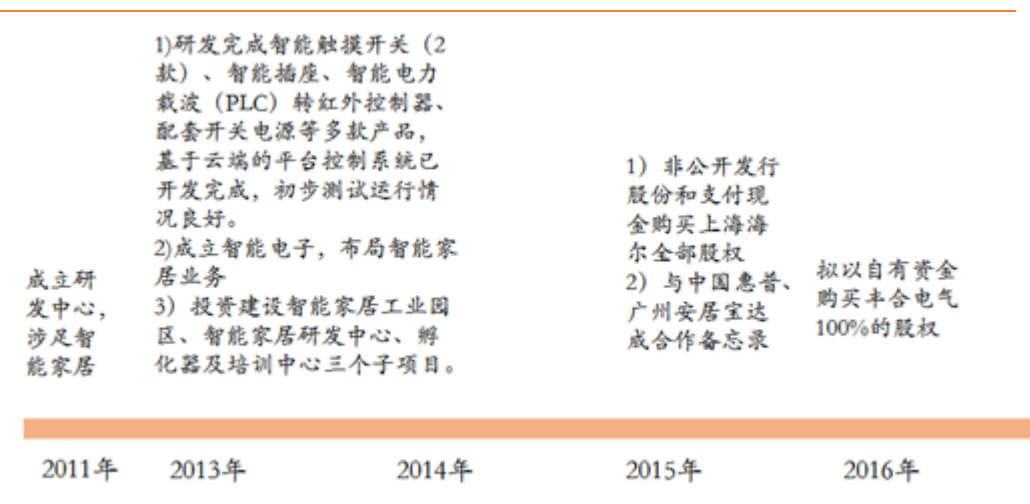 1)研发完成智能触摸开关（2
款）、智能插座、智能电力
载波（PLC）转红外控制器、
配套开关电源等多款产品，
基于云端的平台控制系统已
开发完成，初步测试运行情
况良好。
2)成立智能电子，布局智能家
居业务
3）投资建设智能家居工业园
区、智能家居研发中心、孵
化器及培训中心三个子项目。
成立研
发中心，
涉足智
能家居
1）非公开发行
股份和支付现
金购买上海海
尔全部股权
2）与中国惠普、
广州安居宝达
成合作备忘录
拟以自有资金
购买丰合电气
100%的股权
2011年
2013年
2014年
2015年
2016年